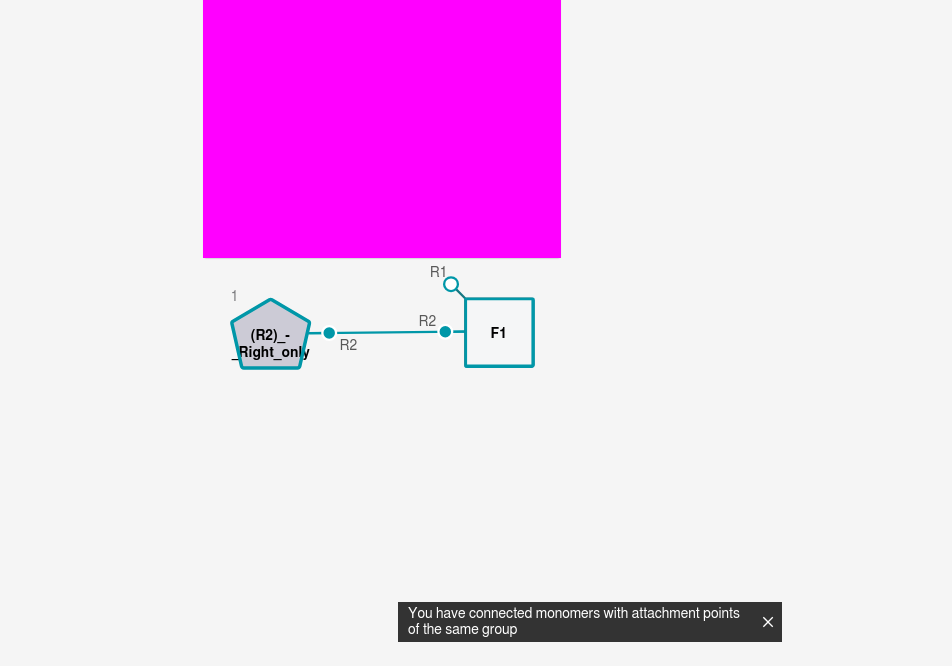 R1
1
R2
(R2)_-
_Right_only
F1
R2
You have connected monomers with attachment points
of the same group